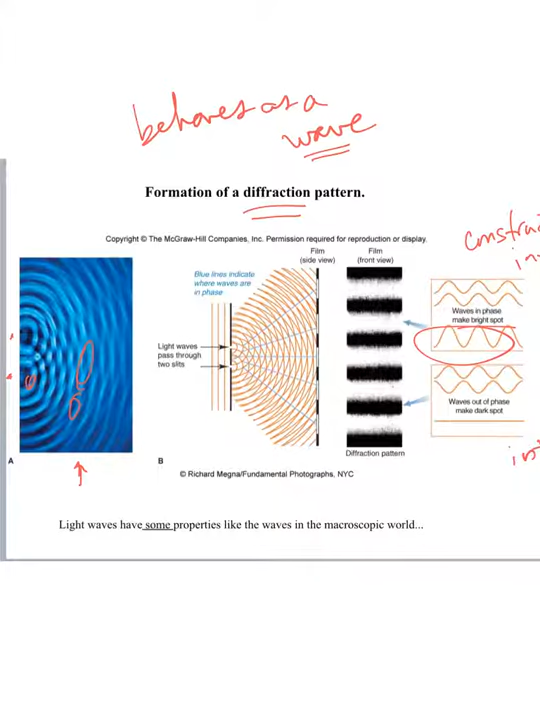 behaves as a
wave
Formation of a diffraction pattern.
Copyright © The McGraw-Hill Companies, Inc. Permission required for reproduction or display.
Film
(side view)
Film
(front view)
Blue lines indicate
where waves are
in phase
Light waves
pass through
two slits
Waves in phase
make bright spot
Waves out of phase
make dark spot
Diffraction pattern
A
B
© Richard Megna/Fundamental Photographs, NYC
Light waves have some properties like the waves in the macroscopic world...